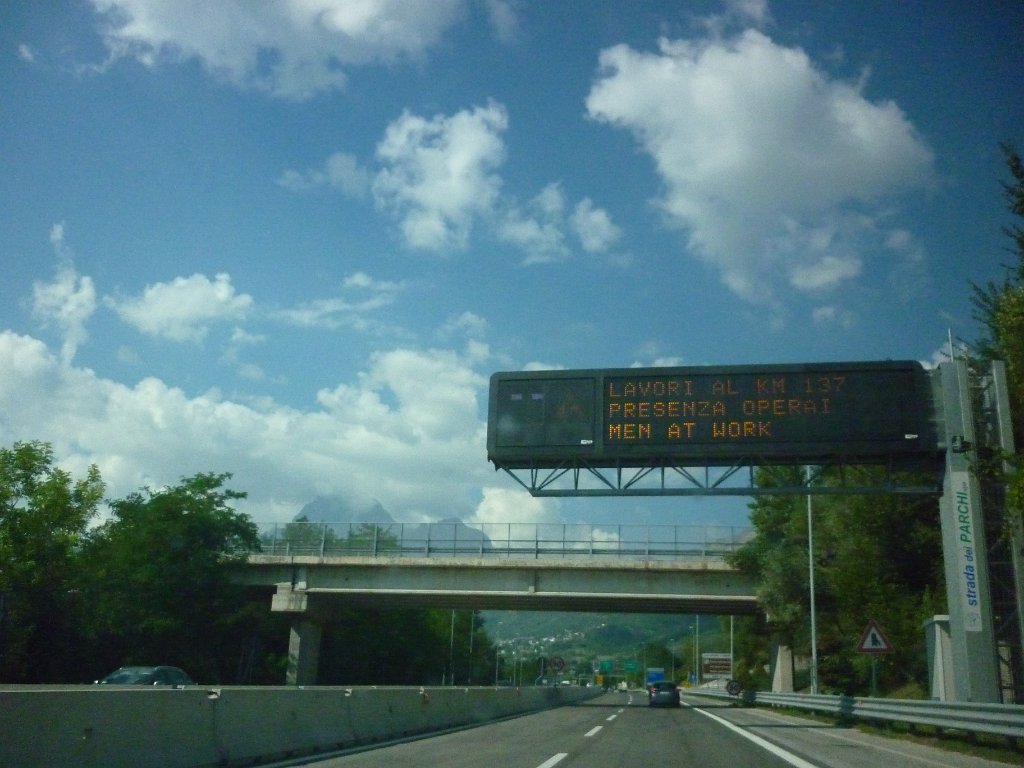 LAVORI AL KM 137
PRESENZA OPERAI
MEN AT WORK
strada dei PARCHI